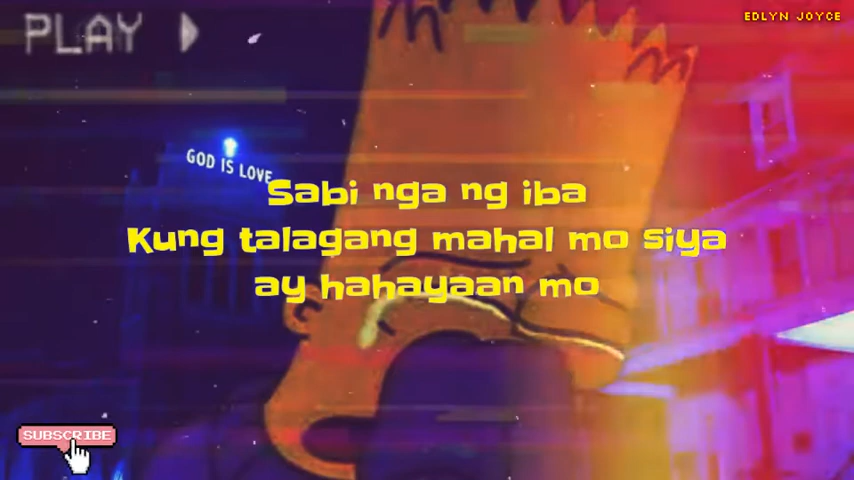 PLAY
EDLYN JOYCE
GOD IS LOVE
Sabi nga ng iba
Kung talagang mahal mo siya
ay hahayaan mo
SUBSCRIBE